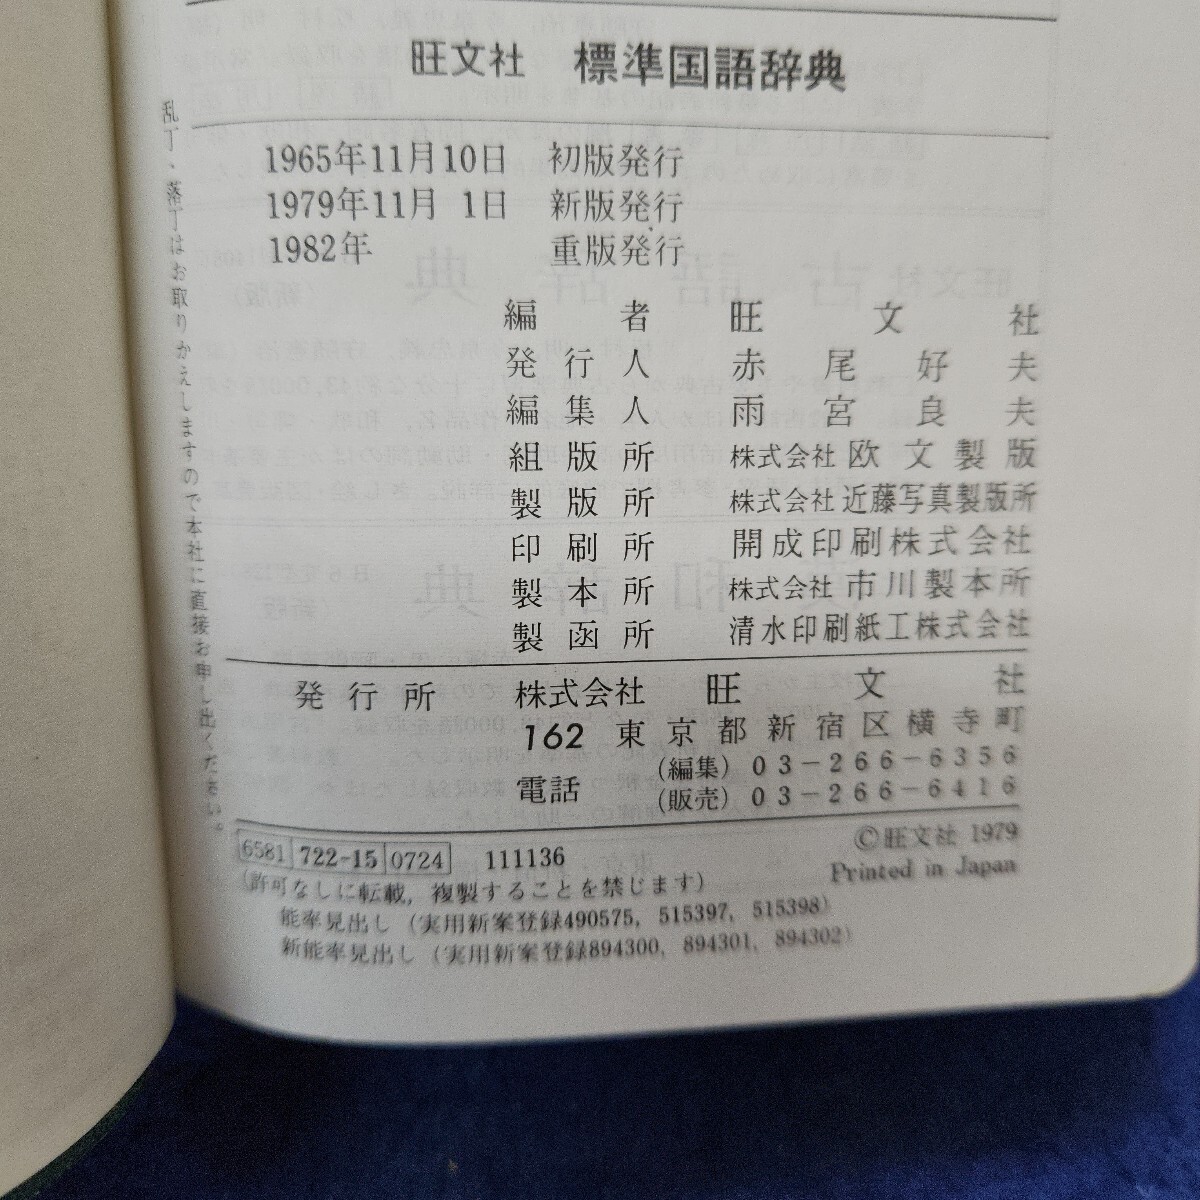 旺文社 標準国語辞典
1965年11月10日 初版発行
1979年11月 1日 新版発行
1982年 重版発行
編者 旺文社
発行人 赤尾好夫
編集人 雨宮良夫
組版所 株式会社 欧文製版
製版所 株式会社 近藤写真製版所
印刷所 開成印刷株式会社
製本所 株式会社 市川製本所
製函所 清水印刷紙工株式会社
発行所 株式会社 旺文社
162 東京都新宿区横寺町
電話 (編集) 03-266-6356
(販売) 03-266-6416
6581 722-15 0724 111136
©旺文社 1979
Printed in Japan
(許可なしに転載, 複製することを禁じます)
能率見出し (実用新案登録490575, 515397, 515398)
新能率見出し (実用新案登録894300, 894301, 894302)
乱丁・落丁はお取りかえしますので本社に直接お申し出ください。